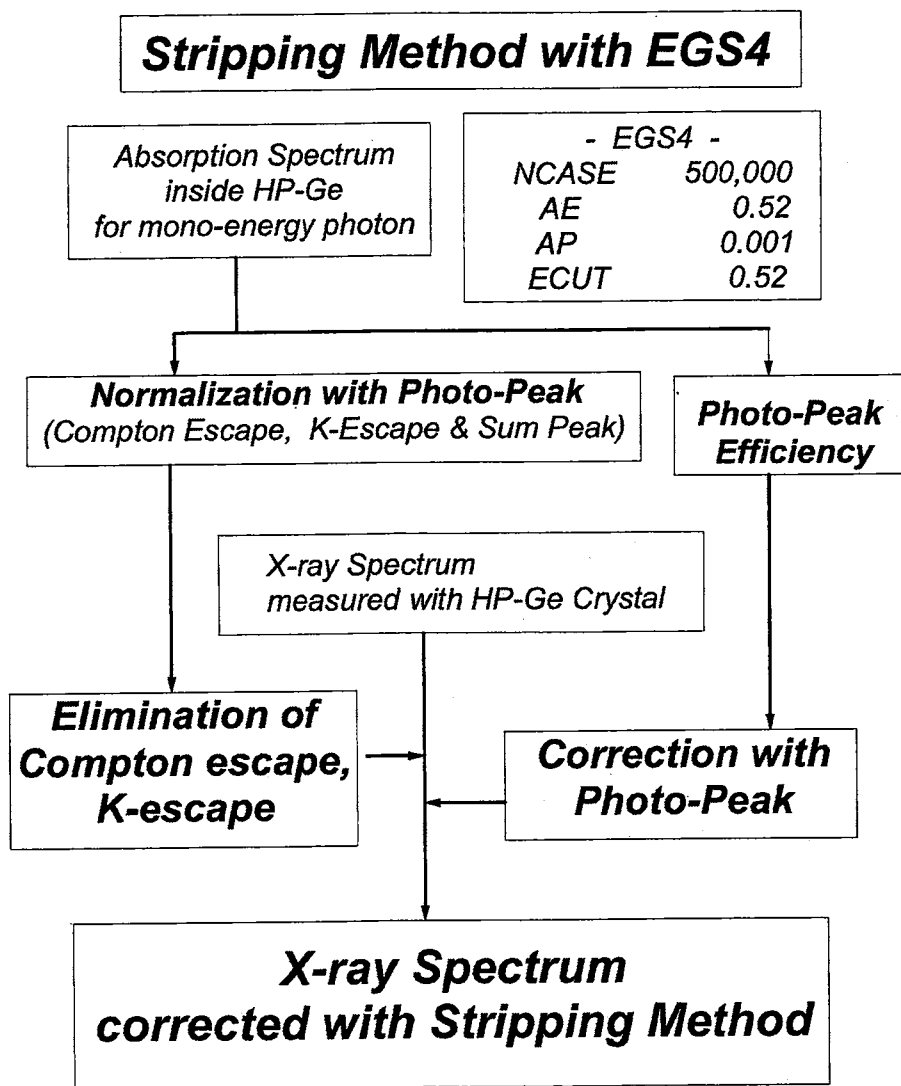 Stripping Method with EGS4
Absorption Spectrum
inside HP-Ge
for mono-energy photon
- EGS4 -
NCASE 500,000
AE 0.52
AP 0.001
ECUT 0.52
Normalization with Photo-Peak
(Compton Escape, K-Escape & Sum Peak)
Photo-Peak
Efficiency
X-ray Spectrum
measured with HP-Ge Crystal
Elimination of
Compton escape,
K-escape
Correction with
Photo-Peak
X-ray Spectrum
corrected with Stripping Method